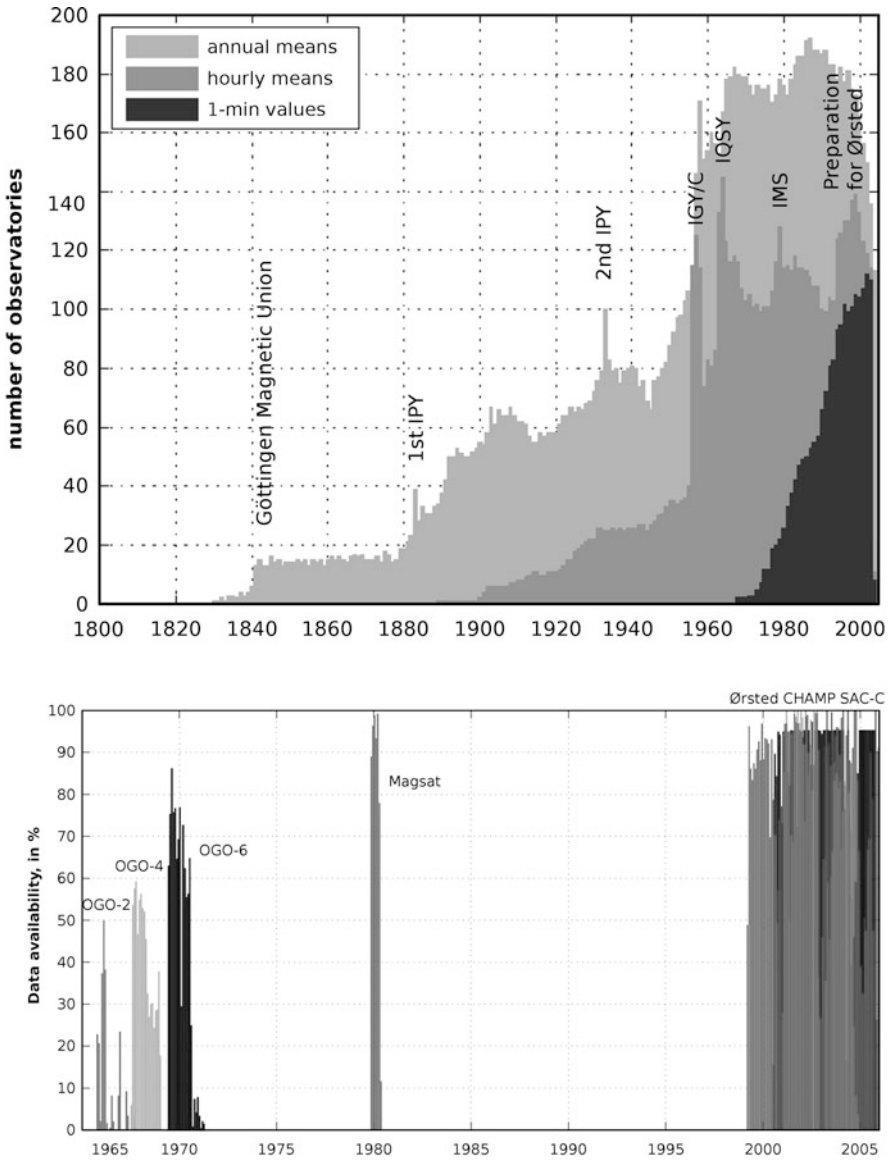 200
180
160
140
120
100
80
60
40
20
0
number of observatories
annual means
hourly means
1-min values
Göttingen Magnetic Union
1st IPY
2nd IPY
IGY/C
IQSY
IMS
Preparation
for Ørsted
1800 1820 1840 1860 1880 1900 1920 1940 1960 1980 2000
Ørsted CHAMP SAC-C
100
90
80
70
60
50
40
30
20
10
0
Data availability, in %
OGO-2
OGO-4
OGO-6
Magsat
1965 1970 1975 1980 1985 1990 1995 2000 2005